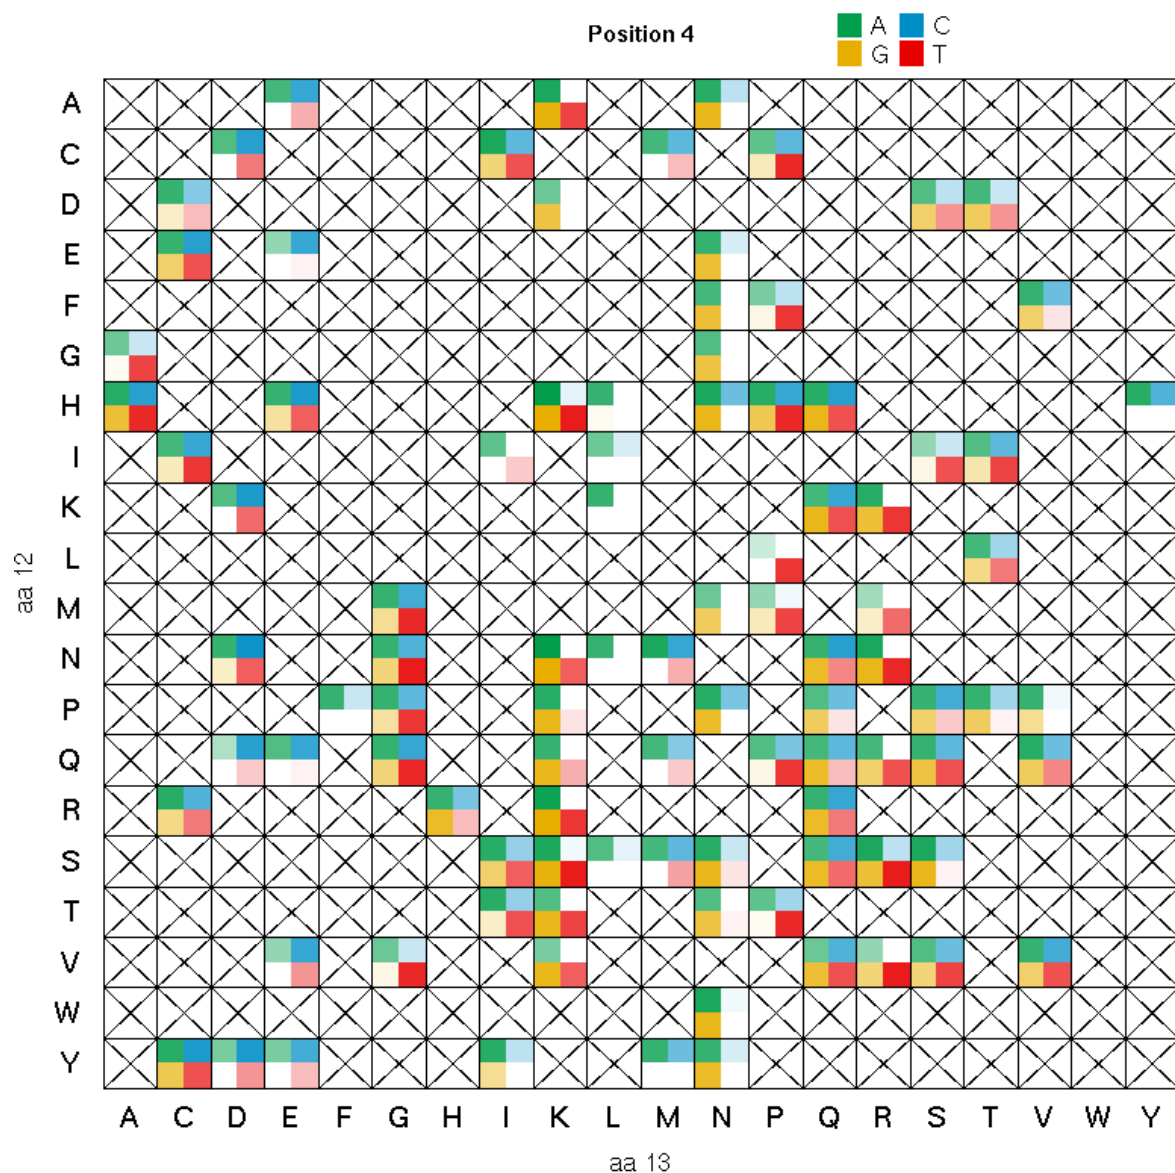 Position 4
A C
G T
A
C
D
E
F
G
H
I
K
L
M
N
P
Q
R
S
T
V
W
Y
aa 12
A C D E F G H I K L M N P Q R S T V W Y
aa 13